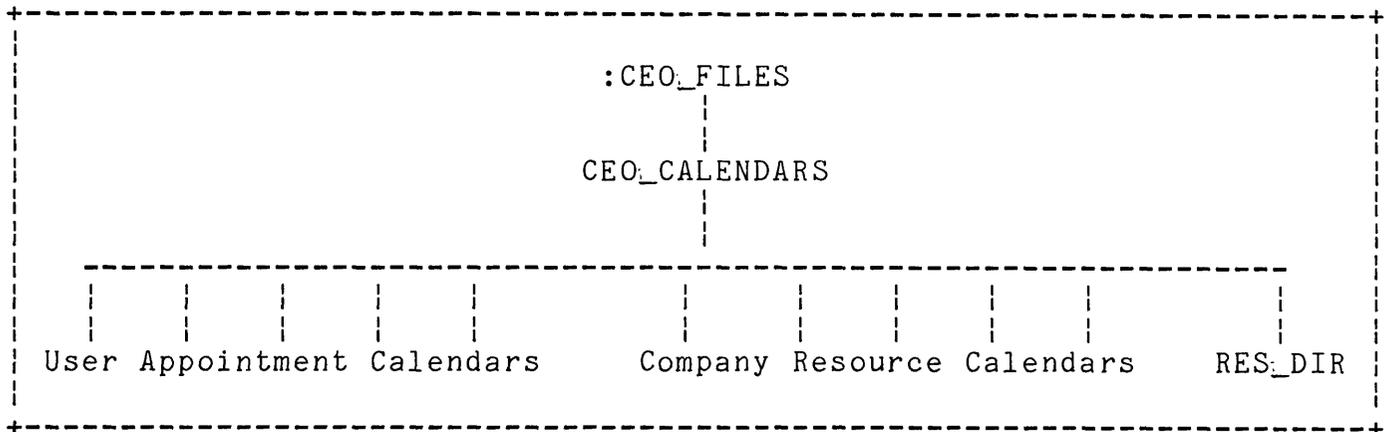 :CEO_FILES
CEO_CALENDARS
User Appointment Calendars Company Resource Calendars RES_DIR